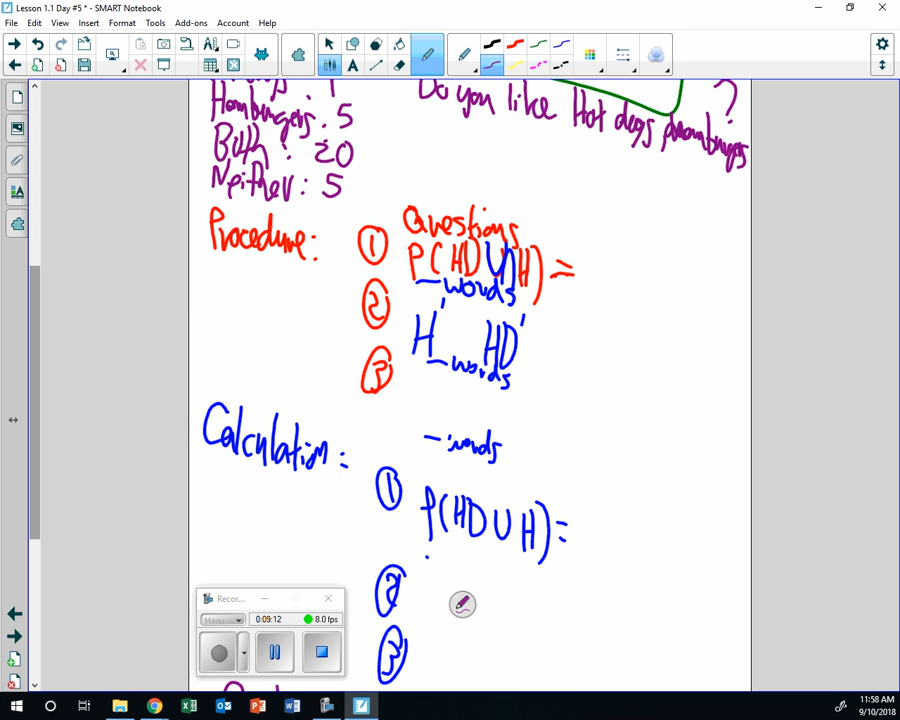 Lesson 1.1 Day #5 * - SMART Notebook
File Edit View Insert Format Tools Add-ons Account Help
Hamburgers: 5
Both: 20
Neither: 5
Do you like Hot dogs
?
Procedure:
1
Questions
P(HD U H) =
- words
2
H' HD'
- words
3
Calculation:
- words
1
P(HD U H) =
2
3
Recor...
Menu
0:09:12
8.0 fps
11:58 AM
9/10/2018